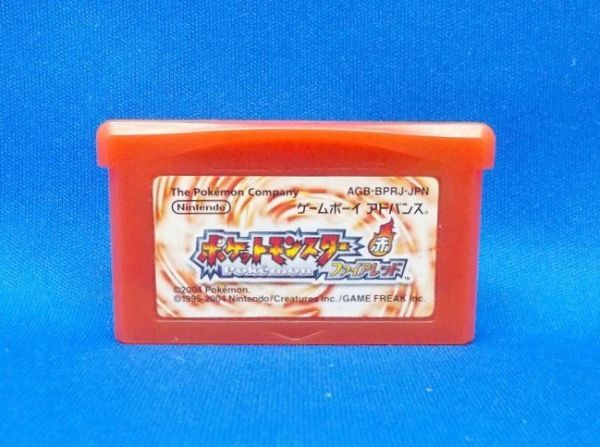 The Pokémon Company AGB-BPRJ-JPN
Nintendo ゲームボーイ アドバンス®
ポケットモンスター 赤
Pokémon ファイアレッド™
©2004 Pokémon.
©1995-2004 Nintendo/Creatures inc./GAME FREAK inc.